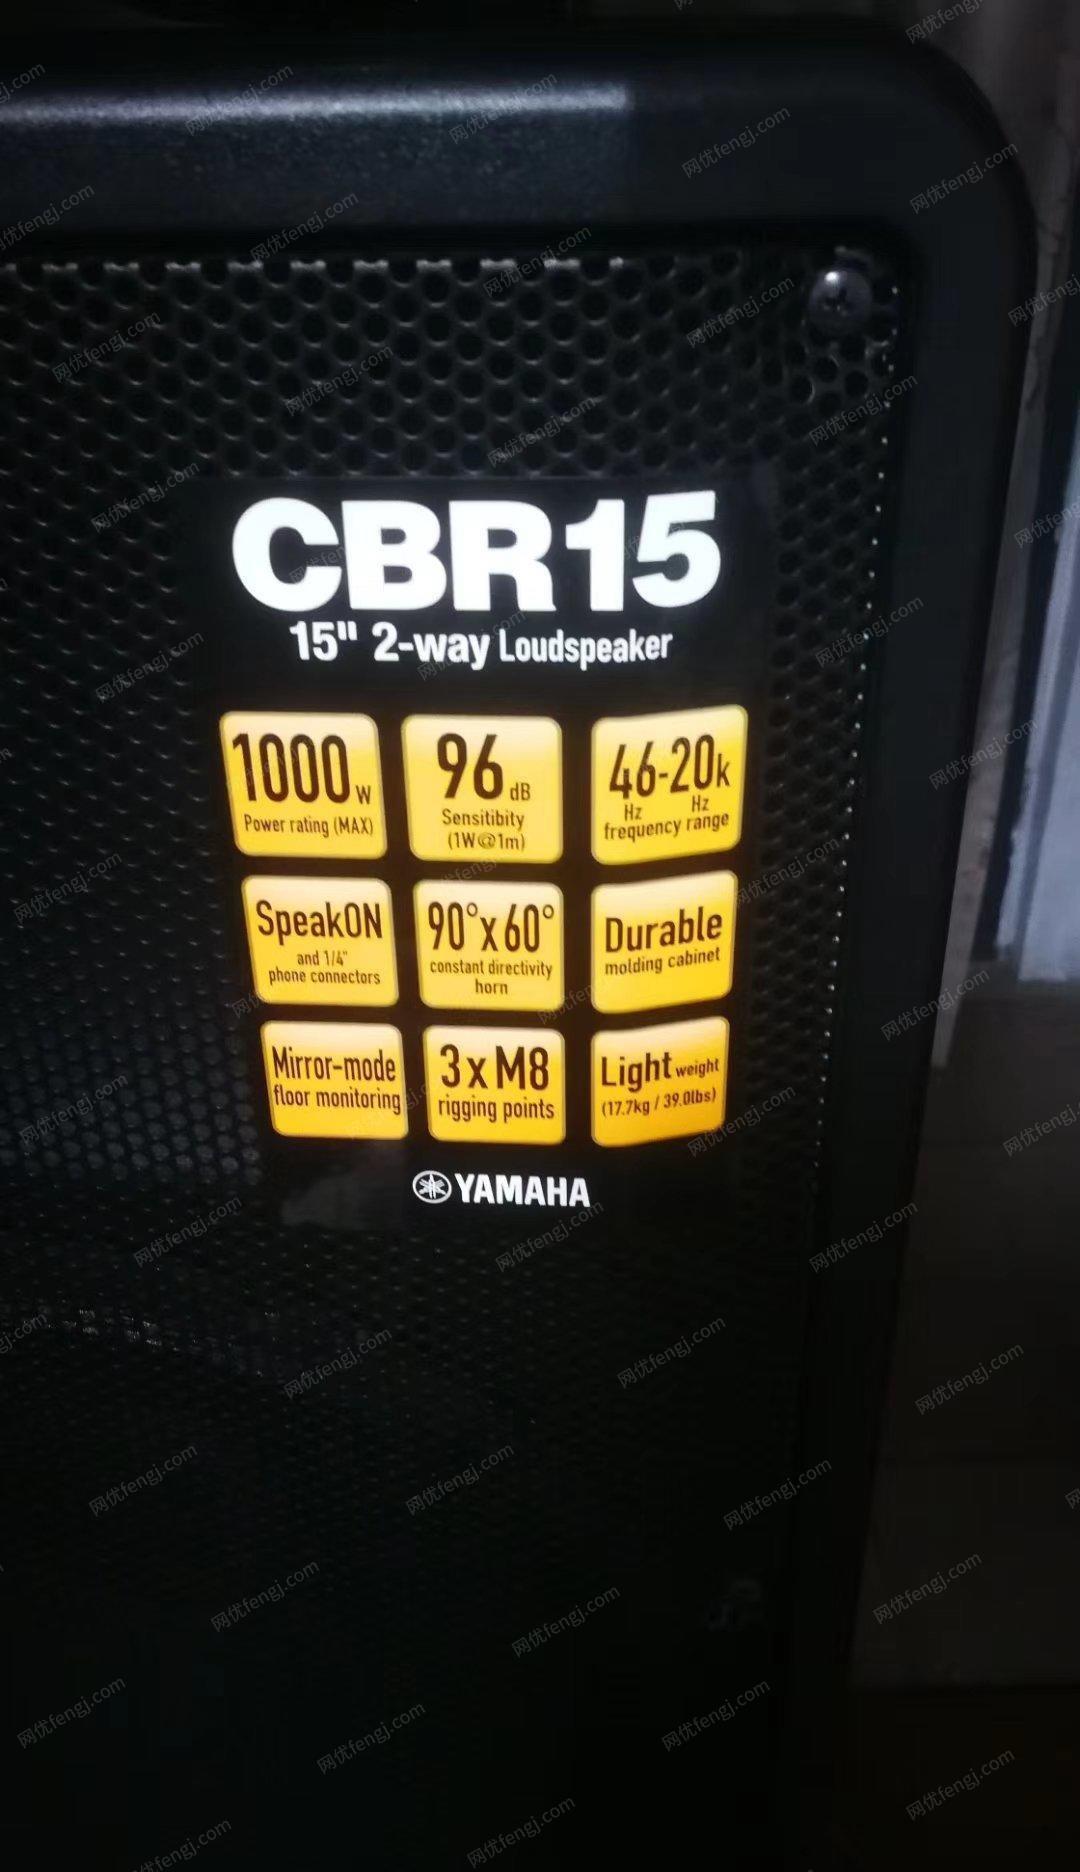 CBR15
15" 2-way Loudspeaker
1000W
Power rating (MAX)
96dB
Sensitibity
(1W@1m)
46-20k
Hz Hz
frequency range
SpeakON
and 1/4"
phone connectors
90°x60°
constant directivity
horn
Durable
molding cabinet
Mirror-mode
floor monitoring
3xM8
rigging points
Light weight
(17.7kg / 39.0lbs)
YAMAHA
网优fengj.com